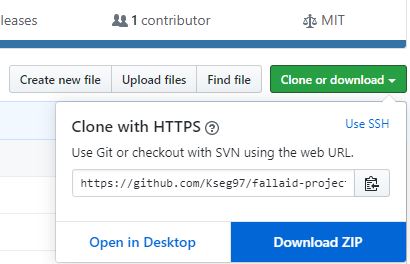 leases 1 contributor MIT
Create new file Upload files Find file Clone or download
Clone with HTTPS Use SSH
Use Git or checkout with SVN using the web URL.
https://github.com/Kseg97/fallaid-projec
Open in Desktop Download ZIP